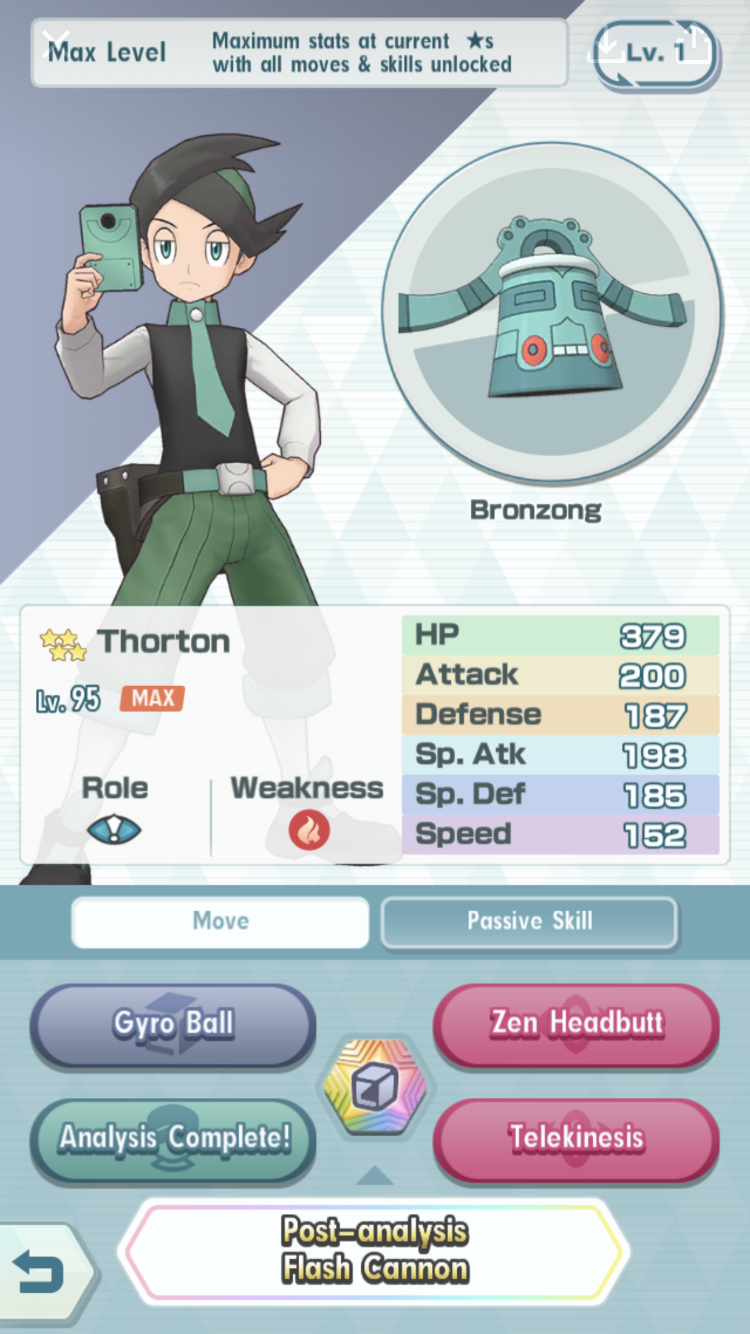 Max Level
Maximum stats at current ★s
with all moves & skills unlocked
Lv. 1
Bronzong
Thorton
Lv. 95 MAX
Role
Weakness
HP 379
Attack 200
Defense 187
Sp. Atk 198
Sp. Def 185
Speed 152
Move
Passive Skill
Gyro Ball
Zen Headbutt
Analysis Complete!
Telekinesis
Post-analysis
Flash Cannon